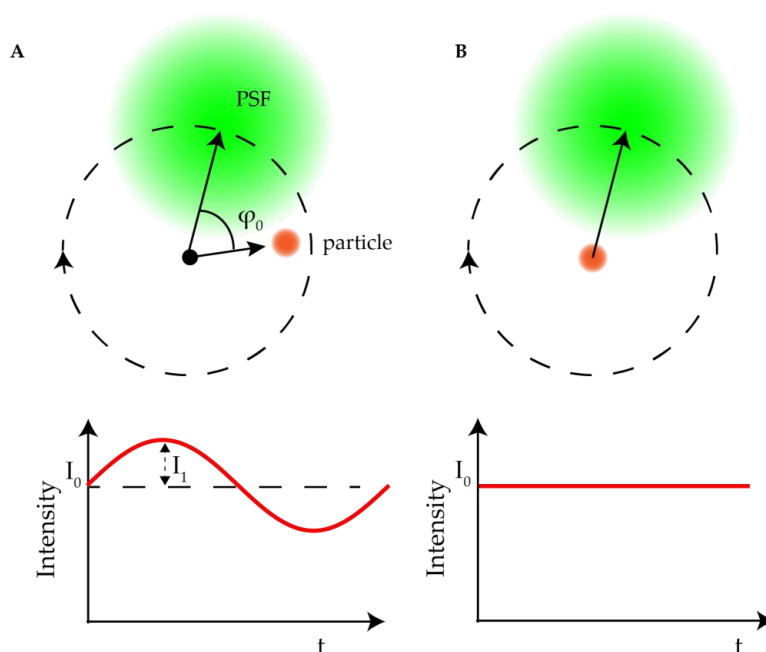 A
PSF
φ₀
particle
I₀
I₁
Intensity
t
B
I₀
Intensity
t